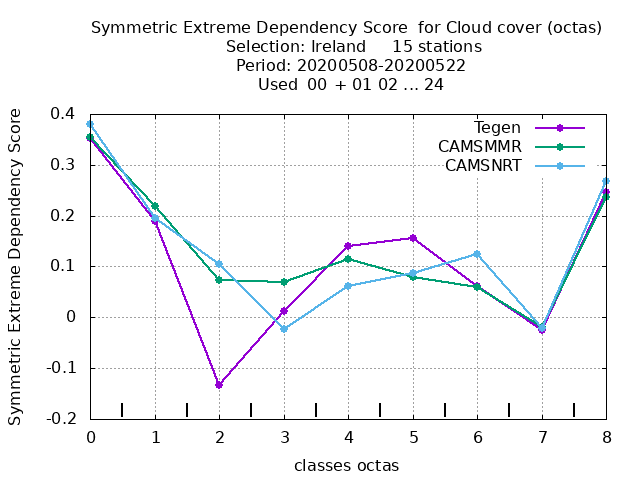 Symmetric Extreme Dependency Score  for Cloud cover (octas)
Selection: Ireland     15 stations
Period: 20200508-20200522
Used  00  + 01 02 ... 24
Symmetric Extreme Dependency Score
0.4
0.3
0.2
0.1
0
-0.1
-0.2
Tegen
CAMSMMR
CAMSNRT
0 1 2 3 4 5 6 7 8
classes octas